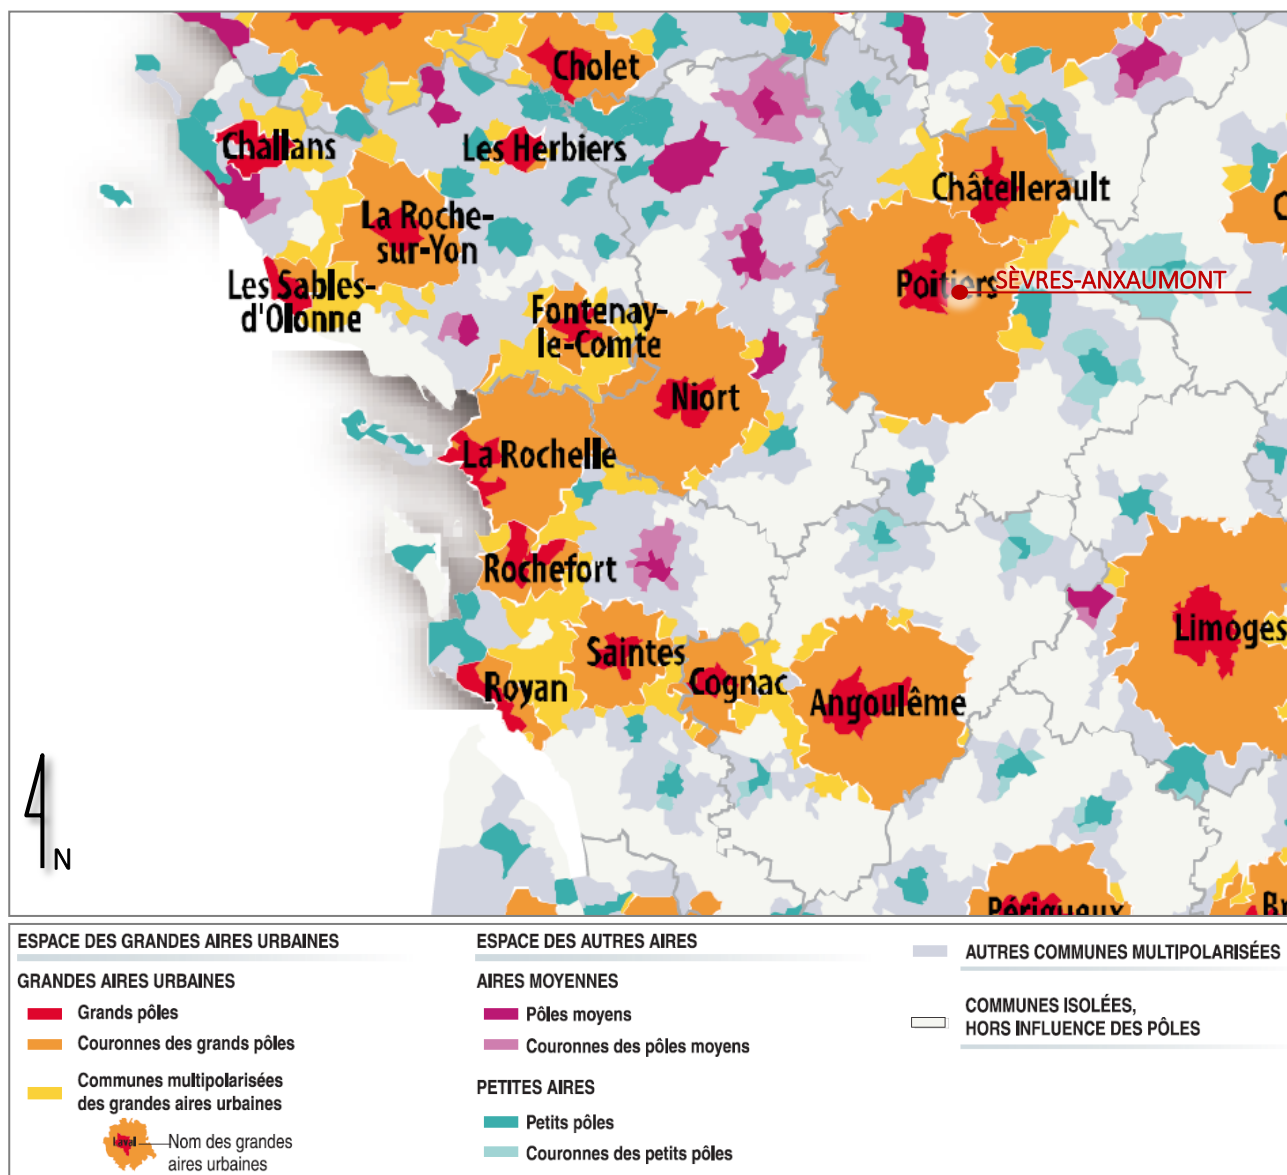 Cholet
Challans
Les Herbiers
Châtellerault
La Roche-
sur-Yon
Poitiers
SÈVRES-ANXAUMONT
Les Sables-
d'Olonne
Fontenay-
le-Comte
Niort
La Rochelle
Rochefort
Limoges
Saintes
Cognac
Royan
Angoulême
N
Périgueux
ESPACE DES GRANDES AIRES URBAINES
GRANDES AIRES URBAINES
Grands pôles
Couronnes des grands pôles
Communes multipolarisées
des grandes aires urbaines
Laval
Nom des grandes
aires urbaines
ESPACE DES AUTRES AIRES
AIRES MOYENNES
Pôles moyens
Couronnes des pôles moyens
PETITES AIRES
Petits pôles
Couronnes des petits pôles
AUTRES COMMUNES MULTIPOLARISÉES
COMMUNES ISOLÉES,
HORS INFLUENCE DES PÔLES